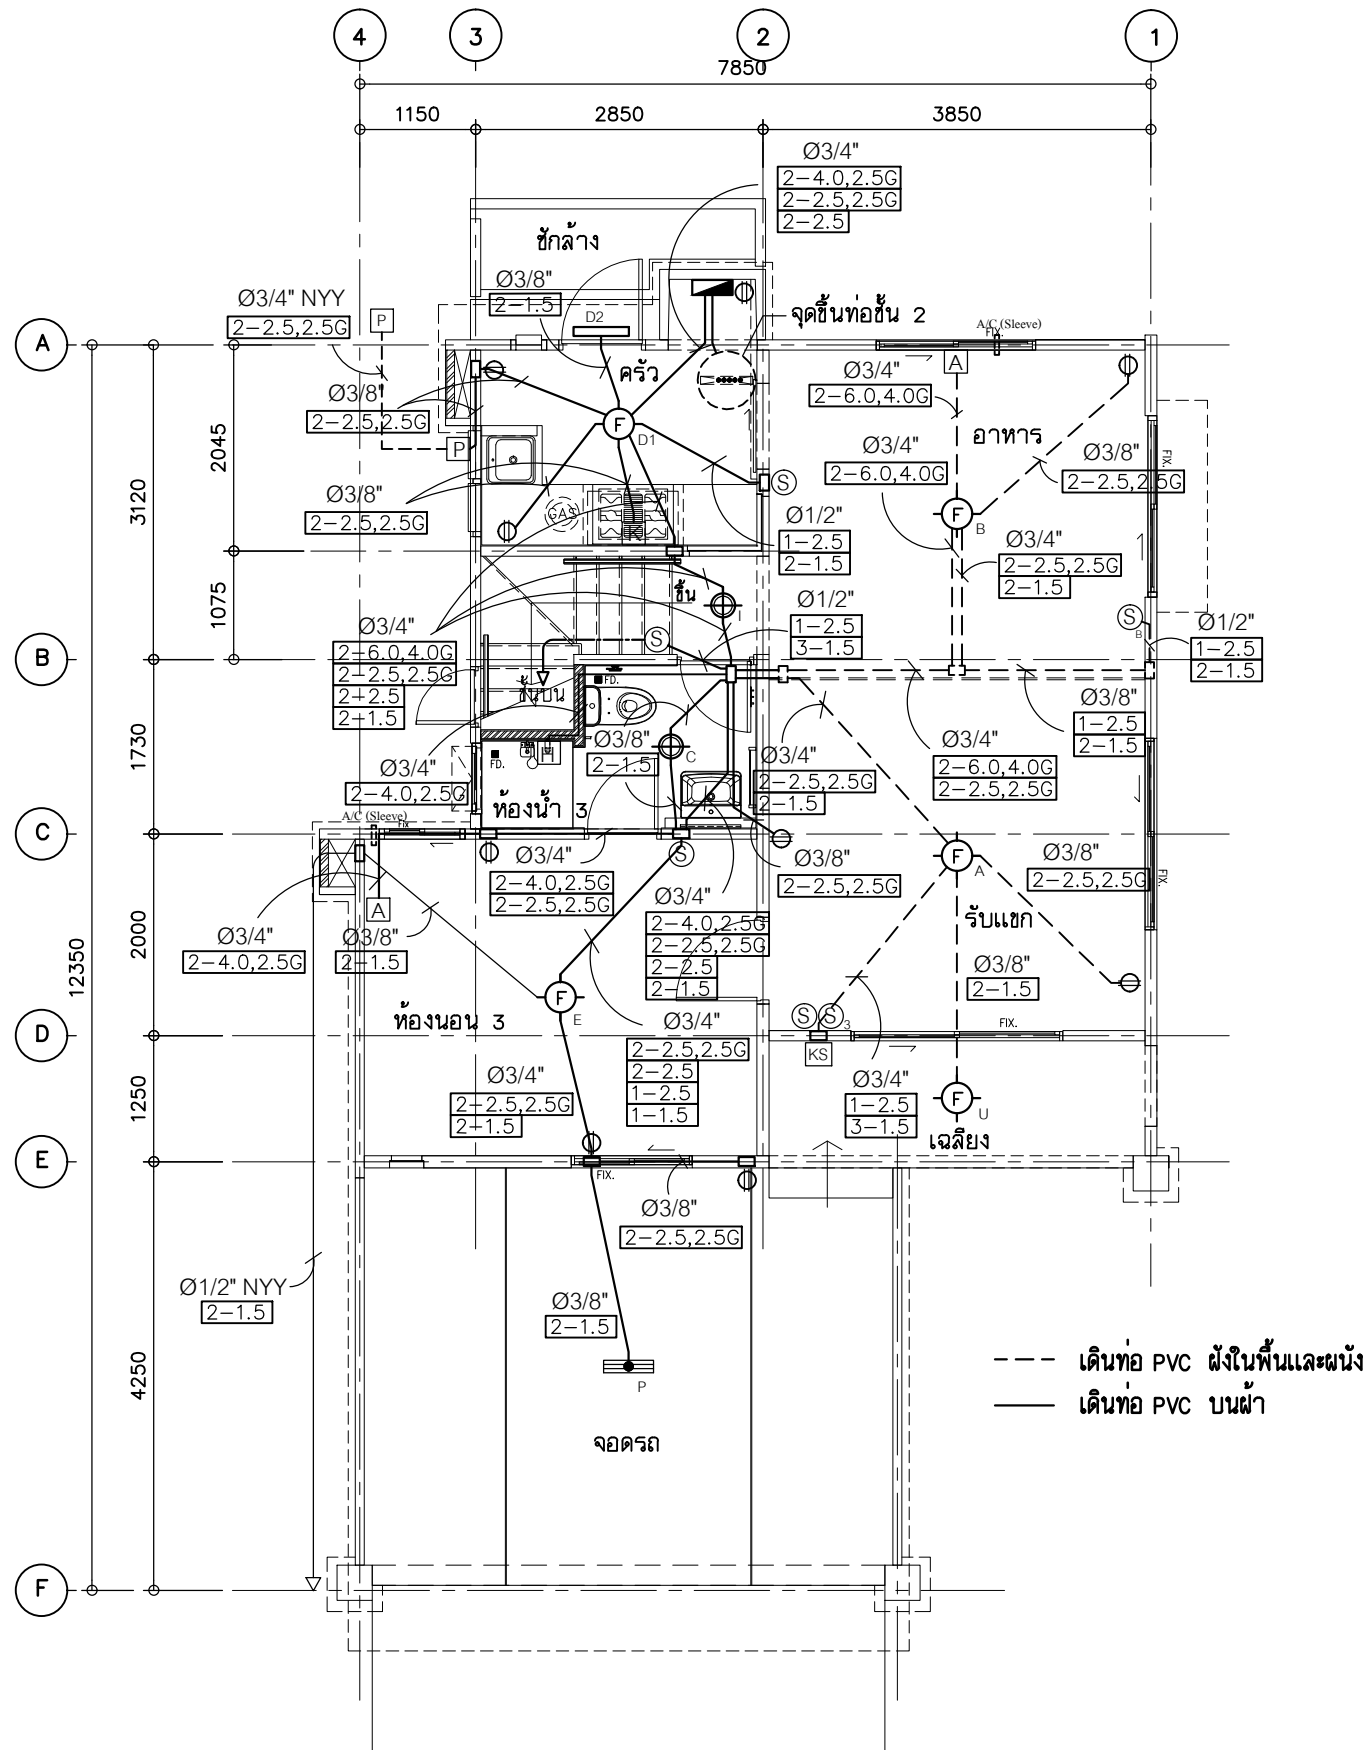 4 3 2 1
7850
1150 2850 3850
Ø3/4"
2-4.0,2.5G
2-2.5,2.5G
2-2.5
ซักล้าง
Ø3/8"
2-1.5
Ø3/4" NYY
2-2.5,2.5G
P
D2
จุดขึ้นท่อชั้น 2
A/C (Sleeve)
FIX.
A
ครัว
A
Ø3/4"
2-6.0,4.0G
Ø3/8"
2-2.5,2.5G
F
D1
P
อาหาร
Ø3/4"
2-6.0,4.0G
Ø3/8"
2-2.5,2.5G
FIX.
2045
3120
Ø3/8"
2-2.5,2.5G
GAS
S
F
B
Ø1/2"
1-2.5
2-1.5
Ø3/4"
2-2.5,2.5G
2-1.5
1075
ขึ้น
I
Ø3/4"
2-6.0,4.0G
2-2.5,2.5G
2-2.5
2-1.5
S
Ø1/2"
1-2.5
3-1.5
S
B
Ø1/2"
1-2.5
2-1.5
B
FD.
ชั้นบน
Ø3/8"
1-2.5
2-1.5
1730
Ø3/8"
2-1.5
H
C
FD.
Ø3/4"
2-4.0,2.5G
Ø3/4"
2-2.5,2.5G
2-1.5
Ø3/4"
2-6.0,4.0G
2-2.5,2.5G
ห้องน้ำ 3
A/C (Sleeve)
FIX
C
S
Ø3/4"
2-4.0,2.5G
2-2.5,2.5G
Ø3/8"
2-2.5,2.5G
F
A
Ø3/8"
2-2.5,2.5G
FIX.
A
2000
12350
Ø3/4"
2-4.0,2.5G
Ø3/8"
2-1.5
Ø3/4"
2-4.0,2.5G
2-2.5,2.5G
2-2.5
2-1.5
รับแขก
Ø3/8"
2-1.5
F
E
ห้องนอน 3
S S
3
D
KS
FIX.
Ø3/4"
2-2.5,2.5G
2-2.5
1-2.5
1-1.5
1250
Ø3/4"
2-2.5,2.5G
2-1.5
Ø3/4"
1-2.5
3-1.5
F
U
เฉลียง
E
FIX.
Ø3/8"
2-2.5,2.5G
Ø1/2" NYY
2-1.5
Ø3/8"
2-1.5
P
4250
จอดรถ
เดินท่อ PVC ฝังในพื้นและผนัง
เดินท่อ PVC บนฝ้า
F